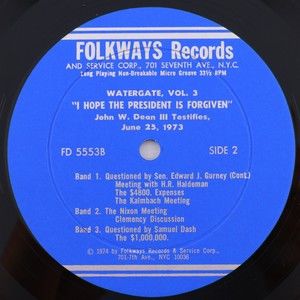 FOLKWAYS Records
AND SERVICE CORP., 701 SEVENTH AVE., N.Y.C.
Long Playing Non-Breakable Micro Groove 33⅓ RPM
WATERGATE, VOL. 3
"I HOPE THE PRESIDENT IS FORGIVEN"
John W. Dean III Testifies,
June 25, 1973
FD 5553B
SIDE 2
Band 1. Questioned by Sen. Edward J. Gurney (Cont.)
Meeting with H.R. Haldeman
The $4800. Expenses
The Kalmbach Meeting
Band 2. The Nixon Meeting
Clemency Discussion
Band 3. Questioned by Samuel Dash
The $1,000,000.
© 1974 by Folkways Records & Service Corp.,
701-7th Ave., NYC 10036